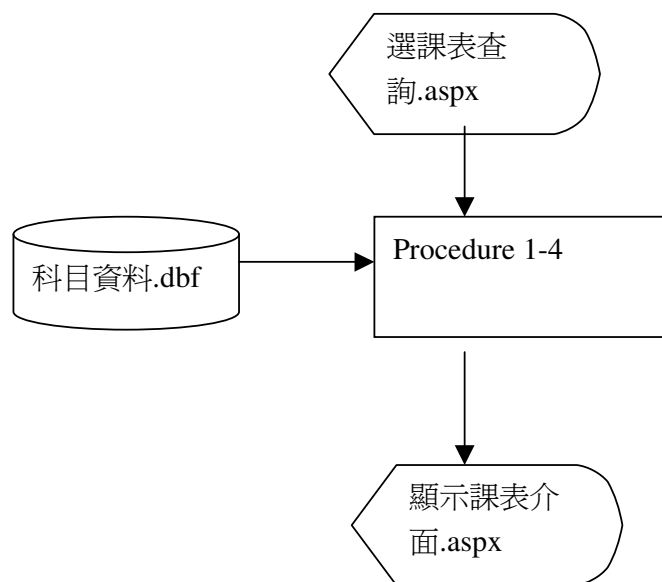 選課表查
詢.aspx
科目資料.dbf
Procedure 1-4
顯示課表介
面.aspx